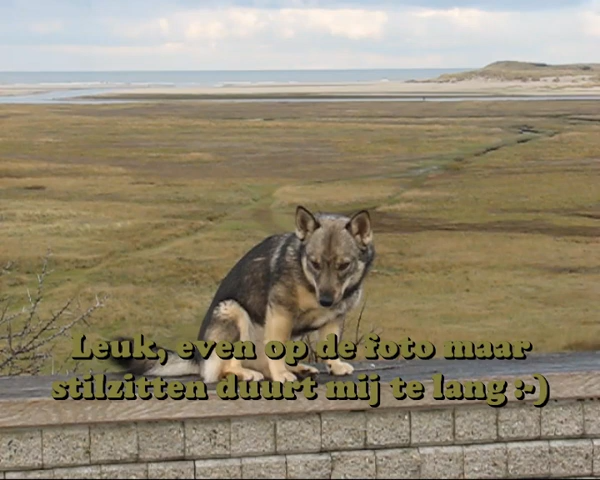 Leuk, even op de foto maar
stilzitten duurt mij te lang :-)